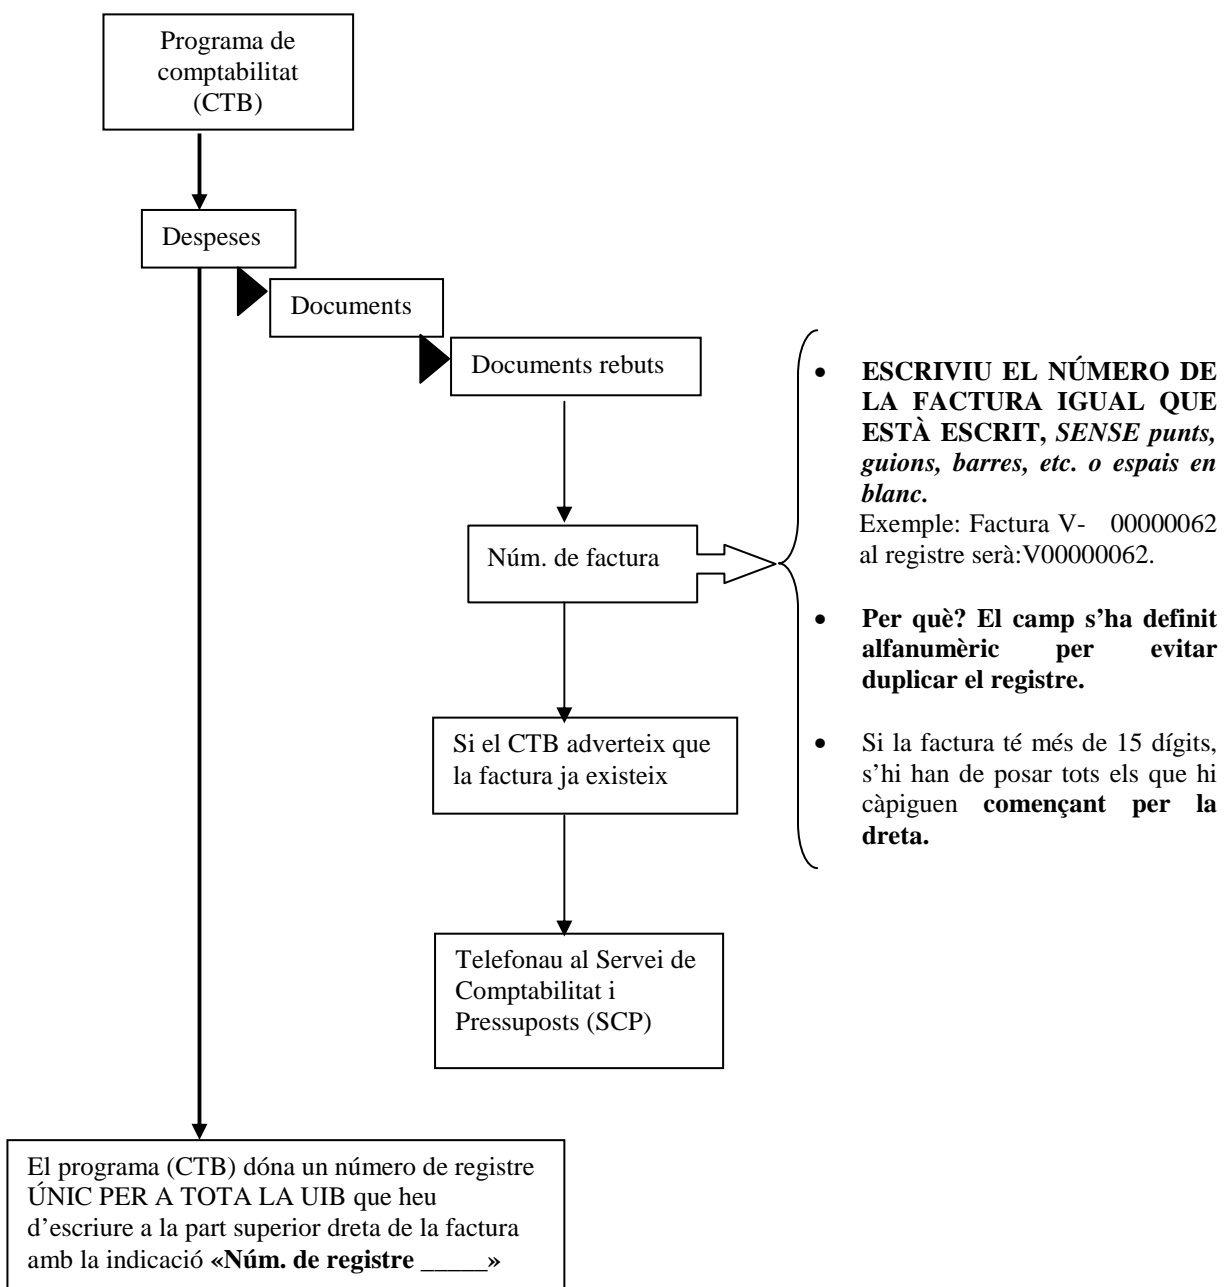 Programa de
comptabilitat
(CTB)
Despeses
Documents
Documents rebuts
Núm. de factura
Si el CTB adverteix que
la factura ja existeix
Telefonau al Servei de
Comptabilitat i
Pressuposts (SCP)
• ESCRIVIU EL NÚMERO DE
LA FACTURA IGUAL QUE
ESTÀ ESCRIT, SENSE punts,
guions, barres, etc. o espais en
blanc.
Exemple: Factura V- 00000062
al registre serà:V00000062.
• Per què? El camp s’ha definit
alfanumèric per evitar
duplicar el registre.
• Si la factura té més de 15 dígits,
s’hi han de posar tots els que hi
càpiguen començant per la
dreta.
El programa (CTB) dóna un número de registre
ÚNIC PER A TOTA LA UIB que heu
d’escriure a la part superior dreta de la factura
amb la indicació «Núm. de registre _____»